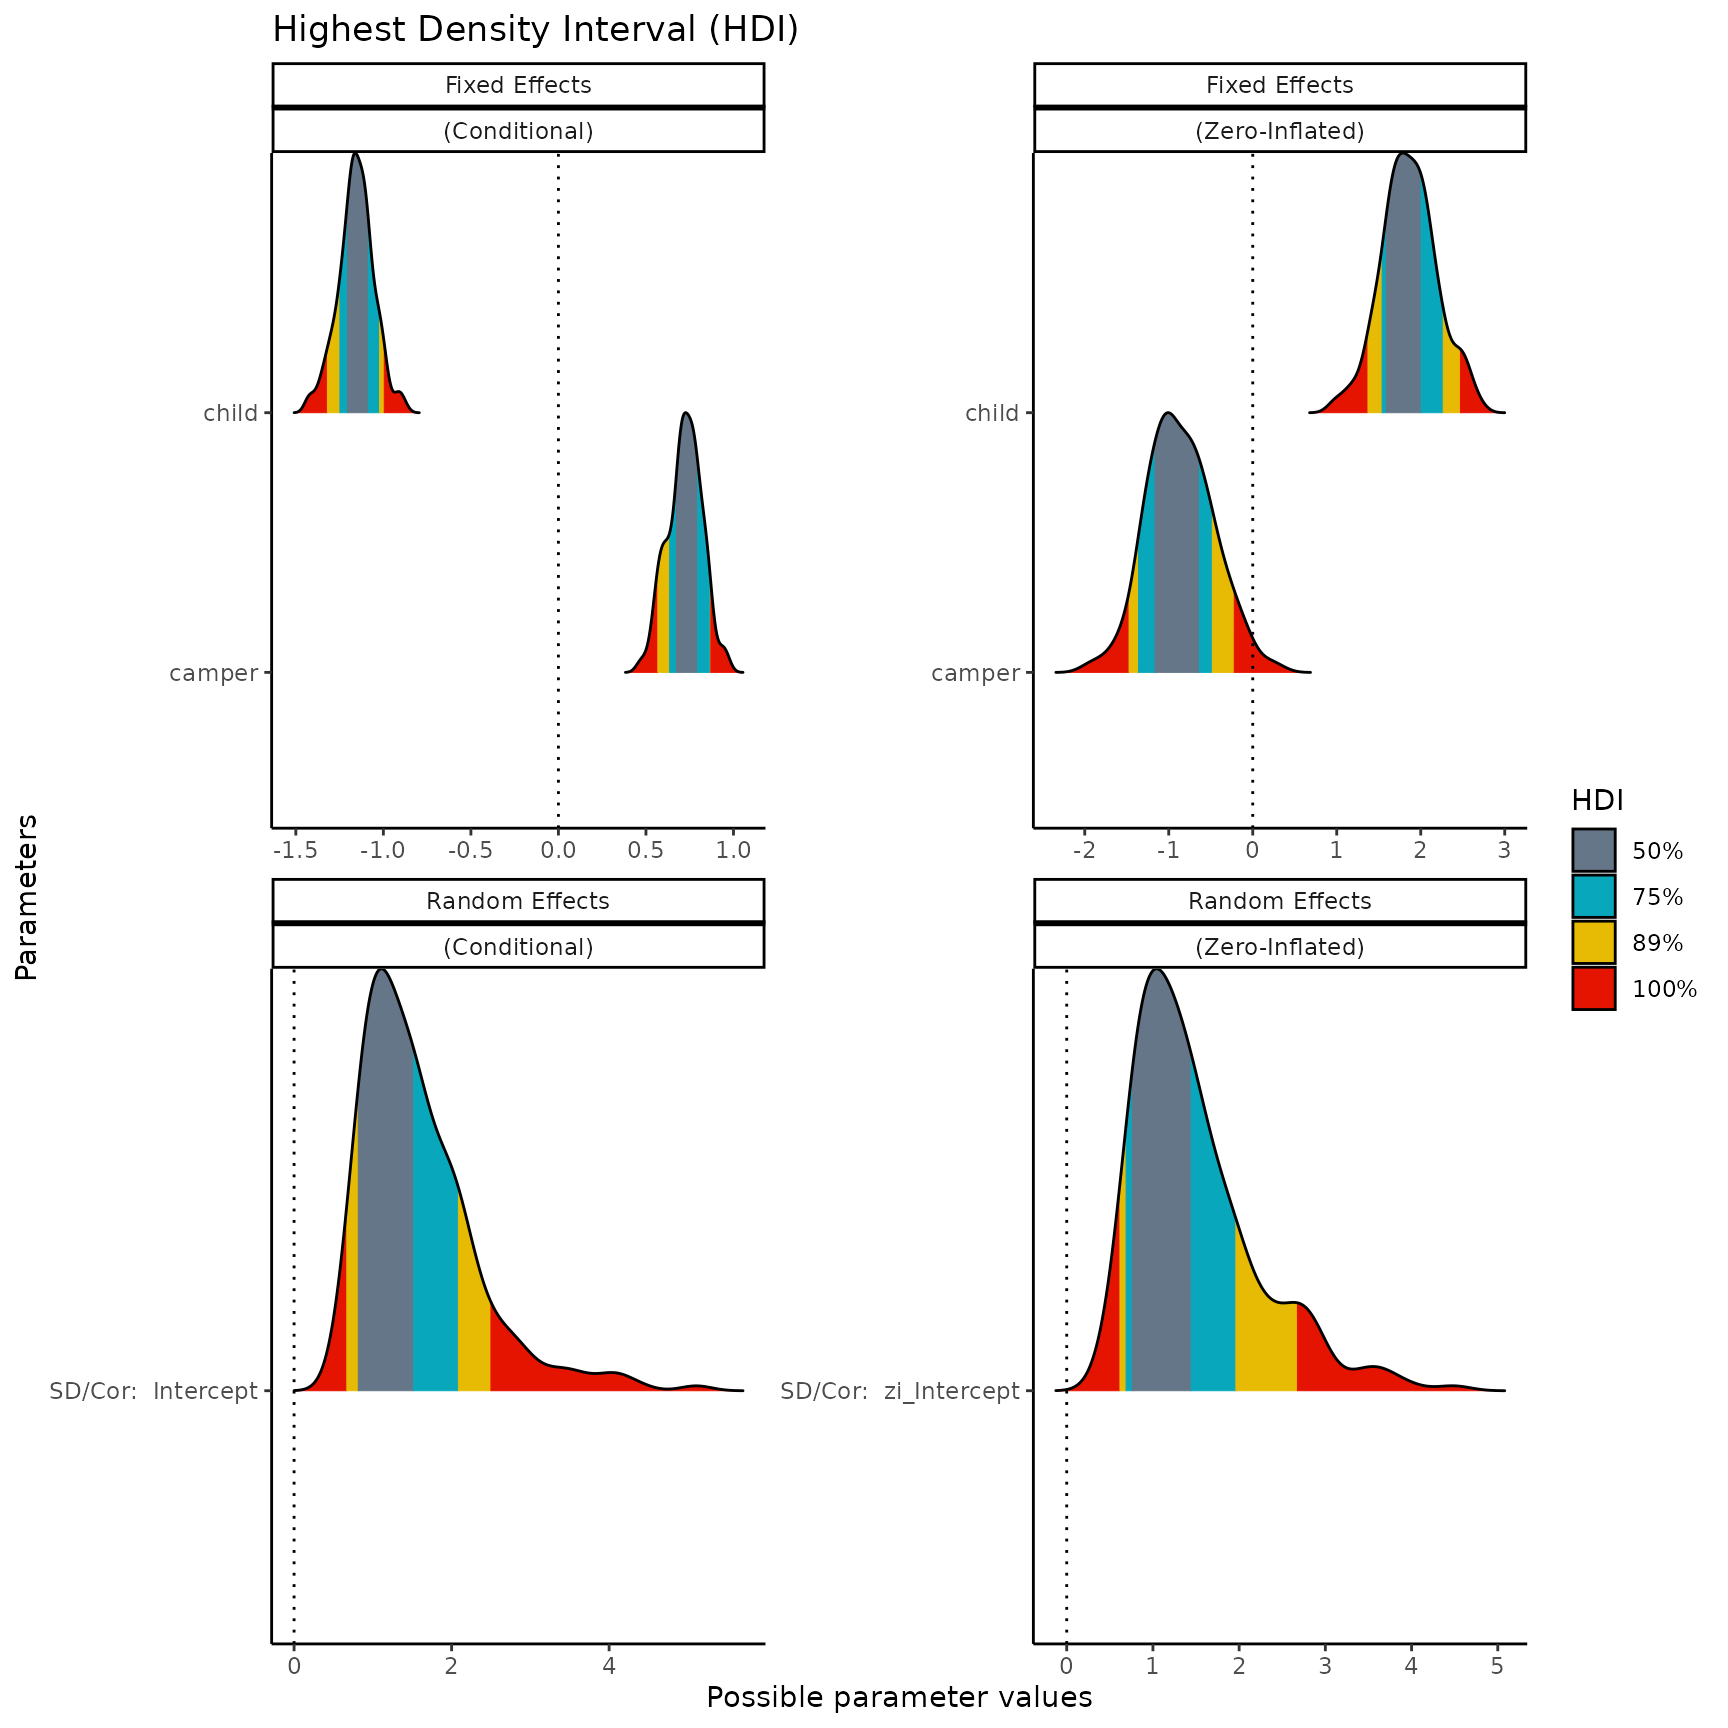 Highest Density Interval (HDI)
Fixed Effects
(Conditional)
child
camper
-1.5 -1.0 -0.5 0.0 0.5 1.0
Fixed Effects
(Zero-Inflated)
child
camper
-2 -1 0 1 2 3
Random Effects
(Conditional)
SD/Cor:  Intercept
0 2 4
Random Effects
(Zero-Inflated)
SD/Cor:  zi_Intercept
0 1 2 3 4 5
Parameters
Possible parameter values
HDI
50%
75%
89%
100%